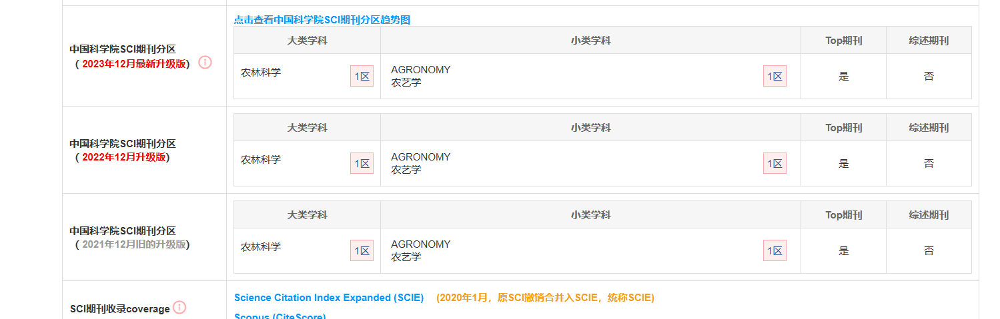 点击查看中国科学院SCI期刊分区趋势图
中国科学院SCI期刊分区
（ 2023年12月最新升级版)
大类学科 小类学科 Top期刊 综述期刊
农林科学 1区 AGRONOMY
农艺学 1区 是 否
中国科学院SCI期刊分区
（ 2022年12月升级版)
大类学科 小类学科 Top期刊 综述期刊
农林科学 1区 AGRONOMY
农艺学 1区 是 否
中国科学院SCI期刊分区
（ 2021年12月旧的升级版)
大类学科 小类学科 Top期刊 综述期刊
农林科学 1区 AGRONOMY
农艺学 1区 是 否
SCI期刊收录coverage
Science Citation Index Expanded (SCIE) (2020年1月，原SCI撤销合并入SCIE，统称SCIE)
Scopus (CiteScore)